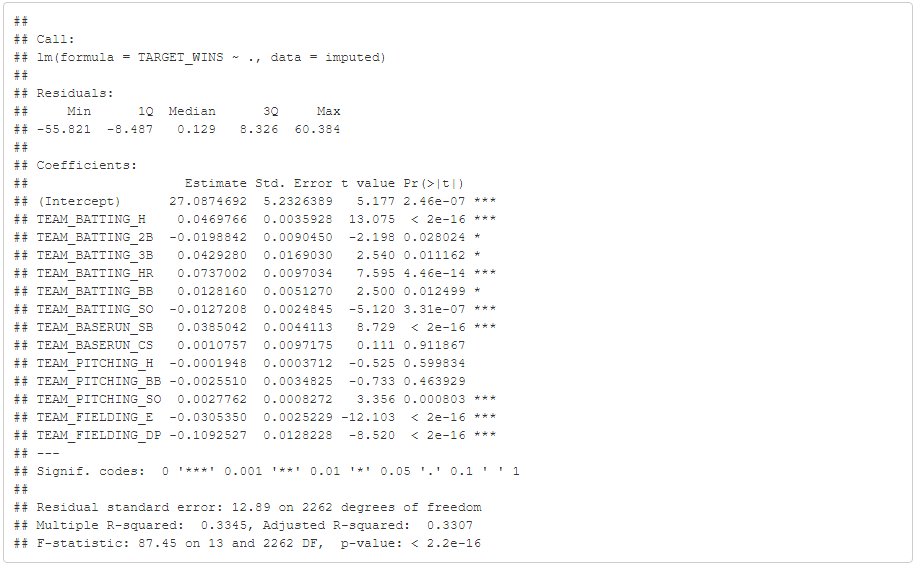 ##
## Call:
## lm(formula = TARGET_WINS ~ ., data = imputed)
##
## Residuals:
##     Min      1Q  Median      3Q     Max
## -55.821  -8.487   0.129   8.326  60.384
##
## Coefficients:
##                    Estimate Std. Error t value Pr(>|t|)
## (Intercept)      27.0874692  5.2326389   5.177 2.46e-07 ***
## TEAM_BATTING_H    0.0469766  0.0035928  13.075  < 2e-16 ***
## TEAM_BATTING_2B  -0.0198842  0.0090450  -2.198 0.028024 *
## TEAM_BATTING_3B   0.0429280  0.0169030   2.540 0.011162 *
## TEAM_BATTING_HR   0.0737002  0.0097034   7.595 4.46e-14 ***
## TEAM_BATTING_BB   0.0128160  0.0051270   2.500 0.012499 *
## TEAM_BATTING_SO  -0.0127208  0.0024845  -5.120 3.31e-07 ***
## TEAM_BASERUN_SB   0.0385042  0.0044113   8.729  < 2e-16 ***
## TEAM_BASERUN_CS   0.0010757  0.0097175   0.111 0.911867
## TEAM_PITCHING_H  -0.0001948  0.0003712  -0.525 0.599834
## TEAM_PITCHING_BB -0.0025510  0.0034825  -0.733 0.463929
## TEAM_PITCHING_SO  0.0027762  0.0008272   3.356 0.000803 ***
## TEAM_FIELDING_E  -0.0305350  0.0025229 -12.103  < 2e-16 ***
## TEAM_FIELDING_DP -0.1092527  0.0128228  -8.520  < 2e-16 ***
## ---
## Signif. codes:  0 '***' 0.001 '**' 0.01 '*' 0.05 '.' 0.1 ' ' 1
##
## Residual standard error: 12.89 on 2262 degrees of freedom
## Multiple R-squared:  0.3345, Adjusted R-squared:  0.3307
## F-statistic: 87.45 on 13 and 2262 DF,  p-value: < 2.2e-16